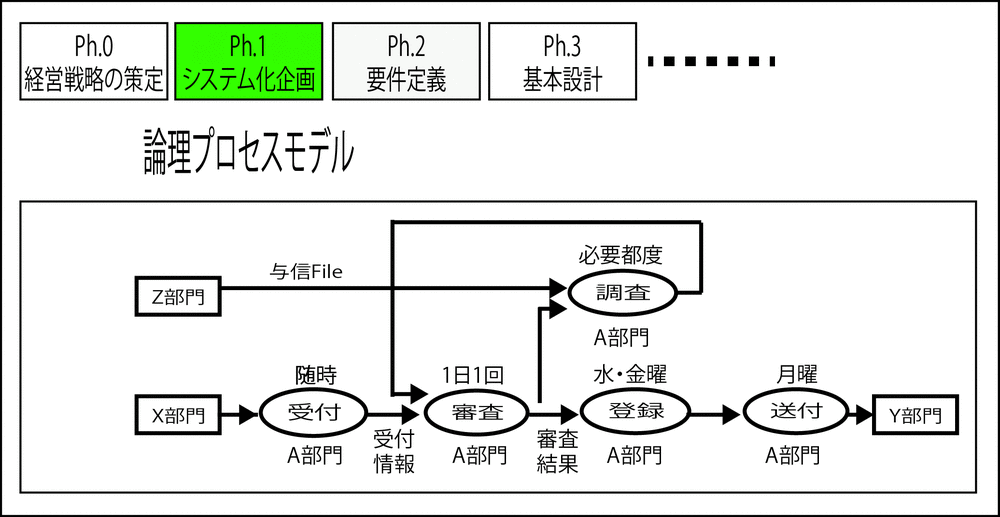 Ph.0
経営戦略の策定
Ph.1
システム化企画
Ph.2
要件定義
Ph.3
基本設計
論理プロセスモデル
必要都度
与信File
調査
Z部門
A部門
随時
1日1回
水・金曜
月曜
X部門
受付
審査
登録
送付
Y部門
受付
情報
審査
結果
A部門
A部門
A部門
A部門